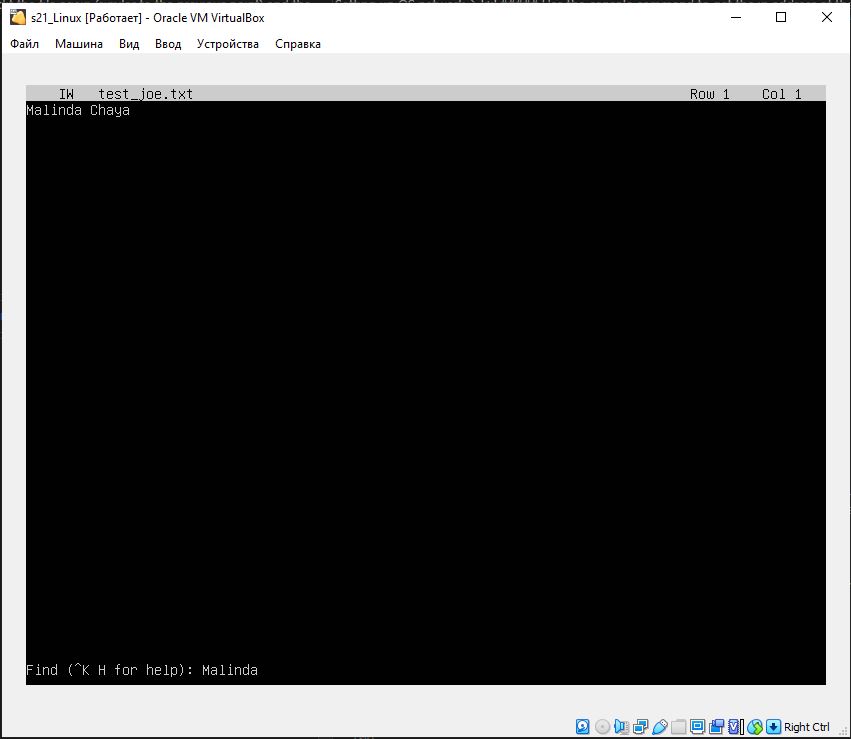 s21_Linux [Работает] - Oracle VM VirtualBox
Файл Машина Вид Ввод Устройства Справка
IW test_joe.txt Row 1 Col 1
Malinda Chaya
Find (^K H for help): Malinda
Right Ctrl